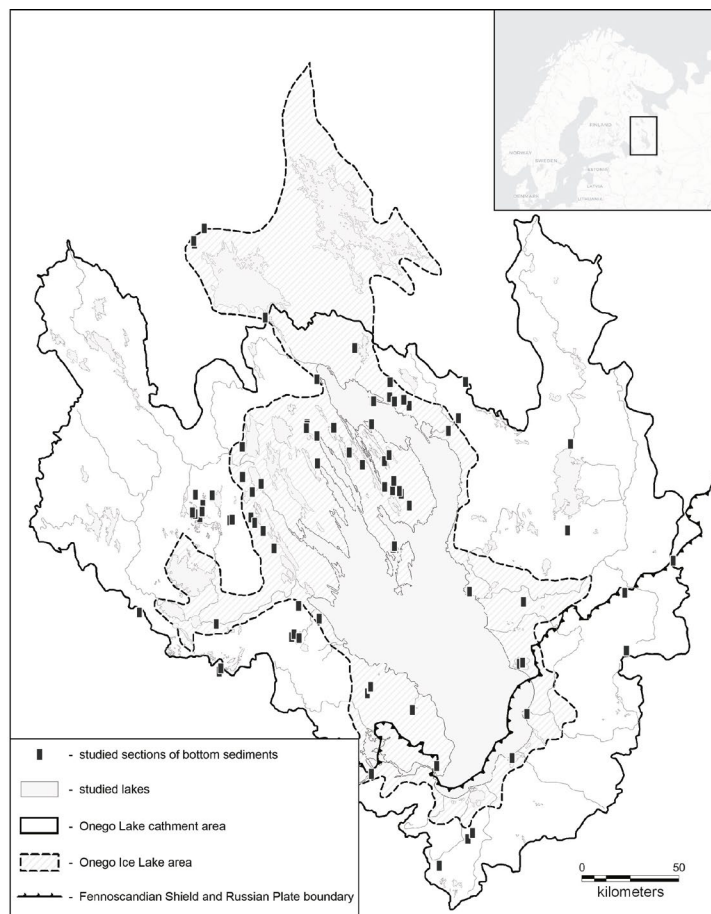 FINLAND
NORWAY
SWEDEN
ESTONIA
LATVIA
DENMARK
LITHUANIA
- studied sections of bottom sediments
- studied lakes
- Onego Lake cathment area
- Onego Ice Lake area
- Fennoscandian Shield and Russian Plate boundary
0 50
kilometers